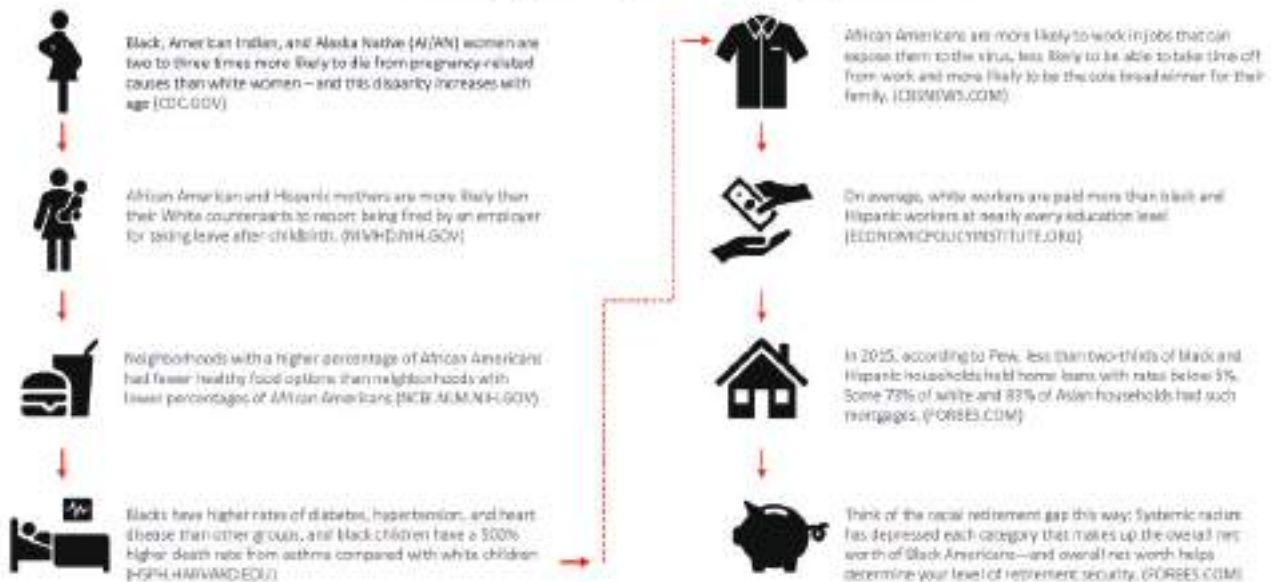 Black, American Indian, and Alaska Native (AI/AN) women are
two to three times more likely to die from pregnancy-related
causes than white women – and this disparity increases with
age (CDC.GOV)
African American and Hispanic mothers are more likely than
their White counterparts to report being fired by an employer
for taking leave after childbirth. (NIMHD.NIH.GOV)
Neighborhoods with a higher percentage of African Americans
had fewer healthy food options than neighborhoods with
lower percentages of African Americans (NCBI.NLM.NIH.GOV)
Blacks have higher rates of diabetes, hypertension, and heart
disease than other groups, and black children have a 500%
higher death rate from asthma compared with white children
(HSPH.HARVARD.EDU)
African Americans are more likely to work in jobs that can
expose them to the virus, less likely to be able to take time off
from work and more likely to be the sole breadwinner for their
family. (CBSNEWS.COM)
On average, white workers are paid more than black and
Hispanic workers at nearly every education level
(ECONOMICPOLICYINSTITUTE.ORG)
In 2015, according to Pew, less than two-thirds of black and
Hispanic households held home loans with rates below 5%.
Some 73% of white and 83% of Asian households had such
mortgages. (FORBES.COM)
Think of the racial retirement gap this way: Systemic racism
has depressed each category that makes up the overall net
worth of Black Americans—and overall net worth helps
determine your level of retirement security. (FORBES.COM)